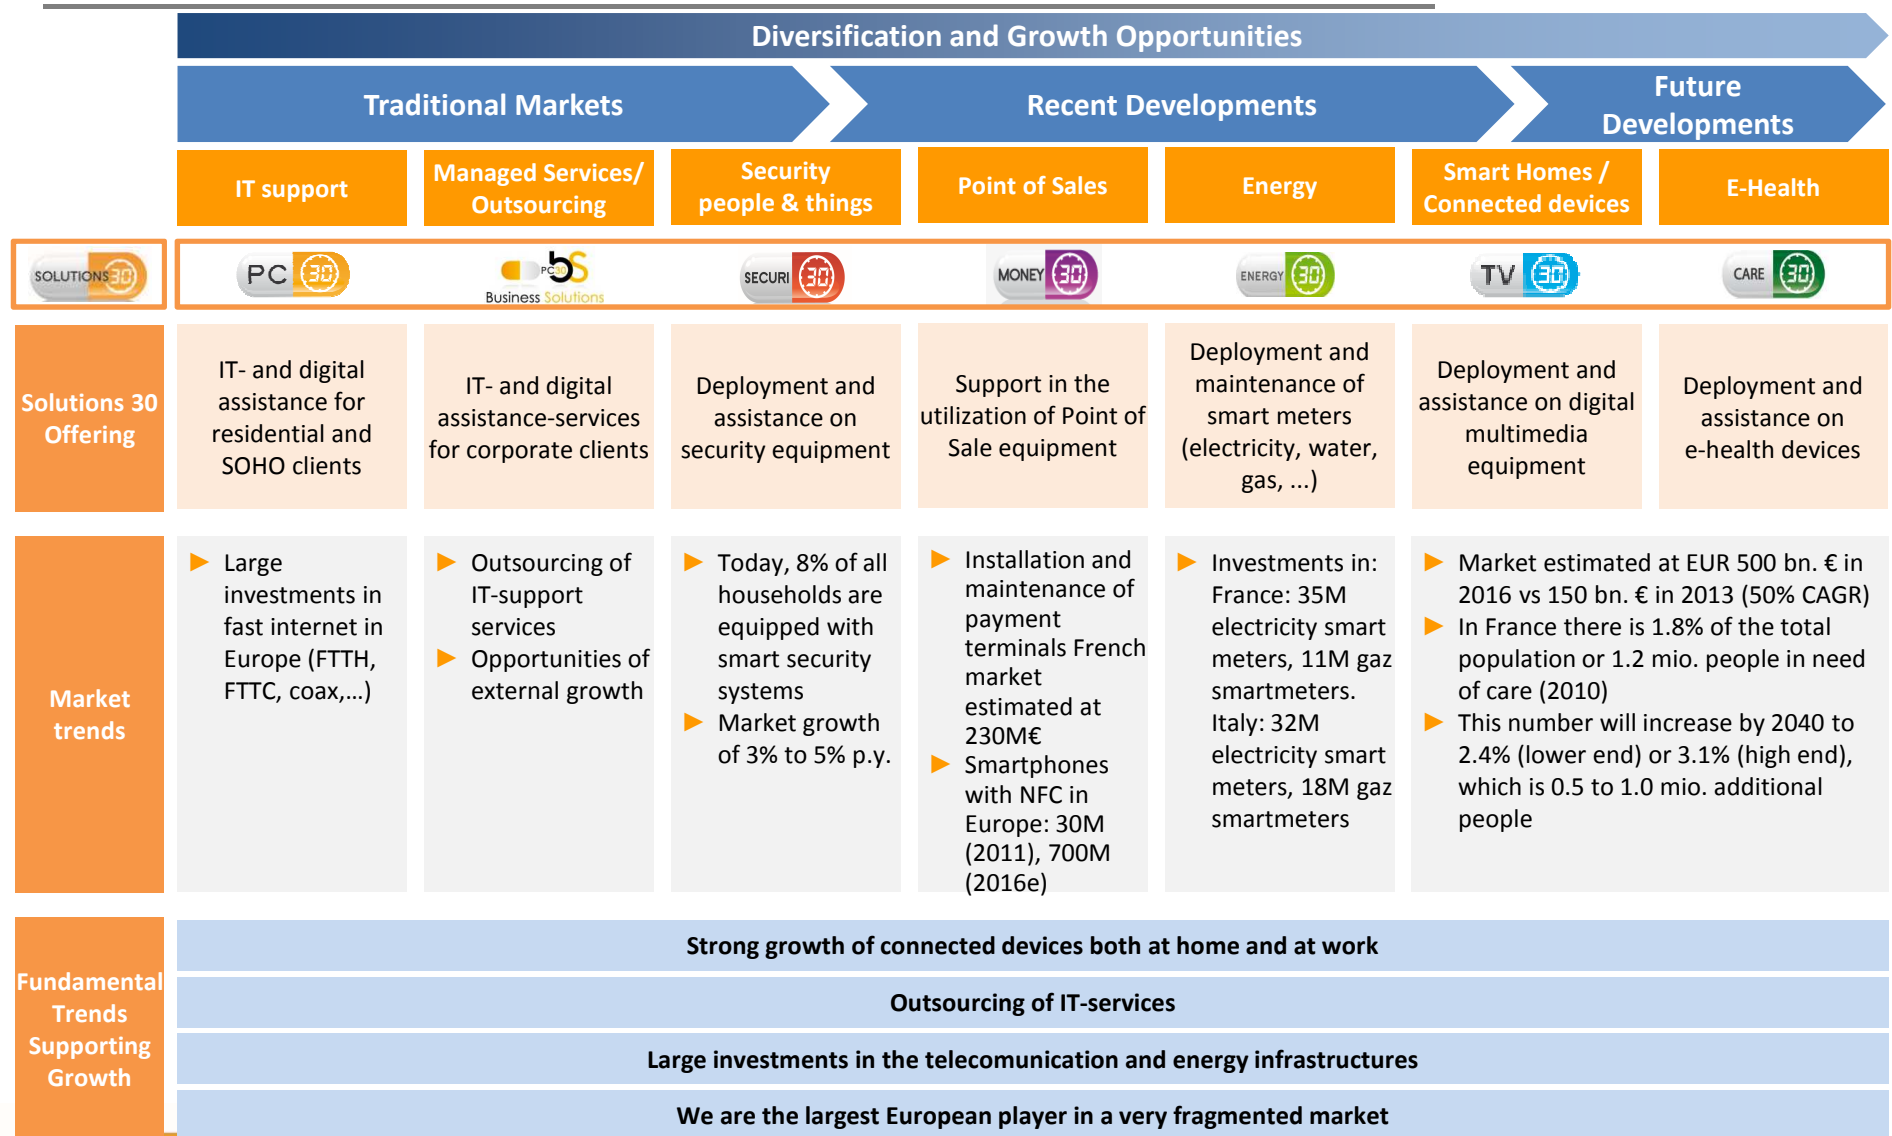 Diversification and Growth Opportunities
Traditional Markets
Recent Developments
Future
Developments
IT support
Managed Services/
Outsourcing
Security
people & things
Point of Sales
Energy
Smart Homes /
Connected devices
E-Health
SOLUTIONS 30
PC 30
PC30 bS
Business Solutions
SECURI 30
MONEY 30
ENERGY 30
TV 30
CARE 30
Solutions 30
Offering
IT- and digital
assistance for
residential and
SOHO clients
IT- and digital
assistance-services
for corporate clients
Deployment and
assistance on
security equipment
Support in the
utilization of Point of
Sale equipment
Deployment and
maintenance of
smart meters
(electricity, water,
gas, ...)
Deployment and
assistance on digital
multimedia
equipment
Deployment and
assistance on
e-health devices
Market
trends
► Large
investments in
fast internet in
Europe (FTTH,
FTTC, coax,...)
► Outsourcing of
IT-support
services
► Opportunities of
external growth
► Today, 8% of all
households are
equipped with
smart security
systems
► Market growth
of 3% to 5% p.y.
► Installation and
maintenance of
payment
terminals French
market
estimated at
230M€
► Smartphones
with NFC in
Europe: 30M
(2011), 700M
(2016e)
► Investments in:
France: 35M
electricity smart
meters, 11M gaz
smartmeters.
Italy: 32M
electricity smart
meters, 18M gaz
smartmeters
► Market estimated at EUR 500 bn. € in
2016 vs 150 bn. € in 2013 (50% CAGR)
► In France there is 1.8% of the total
population or 1.2 mio. people in need
of care (2010)
► This number will increase by 2040 to
2.4% (lower end) or 3.1% (high end),
which is 0.5 to 1.0 mio. additional
people
Fundamental
Trends
Supporting
Growth
Strong growth of connected devices both at home and at work
Outsourcing of IT-services
Large investments in the telecomunication and energy infrastructures
We are the largest European player in a very fragmented market